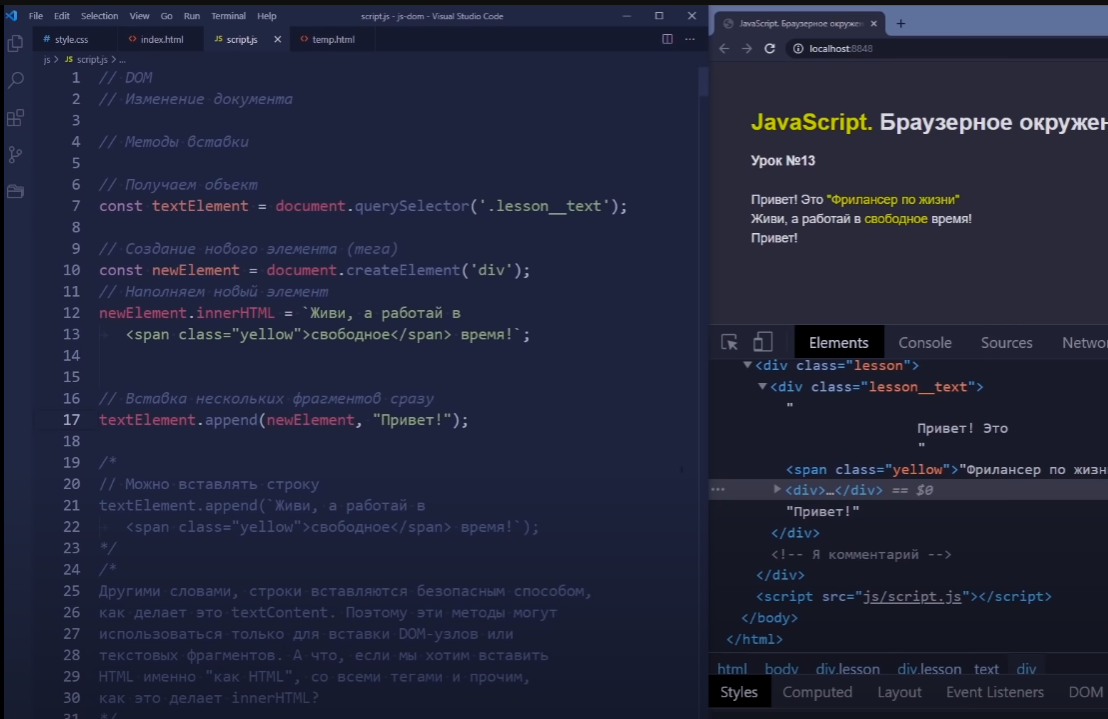 File Edit Selection View Go Run Terminal Help script.js - js-dom - Visual Studio Code
# style.css <> index.html JS script.js × <> temp.html ...
js > JS script.js > ...
1 // DOM
2 // Изменение документа
3
4 // Методы вставки
5
6 // Получаем объект
7 const textElement = document.querySelector('.lesson__text');
8
9 // Создание нового элемента (тега)
10 const newElement = document.createElement('div');
11 // Наполняем новый элемент
12 newElement.innerHTML = `Живи, а работай в
13 <span class="yellow">свободное</span> время!`;
14
15
16 // Вставка нескольких фрагментов сразу
17 textElement.append(newElement, "Привет!");
18
19 /*
20 // Можно вставлять строку
21 textElement.append(`Живи, а работай в
22 <span class="yellow">свободное</span> время!`);
23 */
24 /*
25 Другими словами, строки вставляются безопасным способом,
26 как делает это textContent. Поэтому эти методы могут
27 использоваться только для вставки DOM-узлов или
28 текстовых фрагментов. А что, если мы хотим вставить
29 HTML именно "как HTML", со всеми тегами и прочим,
30 как это делает innerHTML?
31 */
JavaScript. Браузерное окруже
localhost:8848
JavaScript. Браузерное окружен
Урок №13
Привет! Это "Фрилансер по жизни"
Живи, а работай в свободное время!
Привет!
Elements Console Sources Networ
<div class="lesson">
<div class="lesson__text">
"
Привет! Это
"
<span class="yellow">"Фрилансер по жизн
... <div>…</div> == $0
"Привет!"
</div>
<!-- Я комментарий -->
</div>
<script src="js/script.js"></script>
</body>
</html>
html body div.lesson div.lesson__text div
Styles Computed Layout Event Listeners DOM